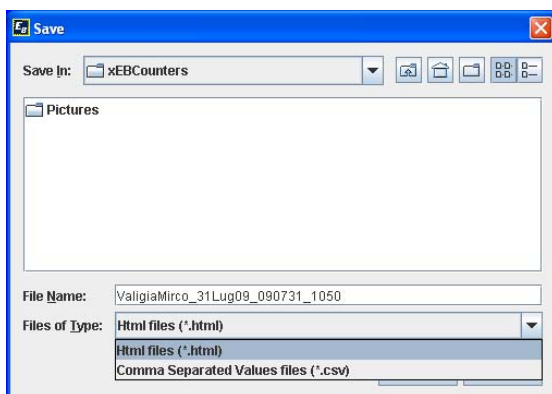 Save
Save In: xEBCounters
Pictures
File Name: ValigiaMirco_31Lug09_090731_1050
Files of Type: Html files (*.html)
Html files (*.html)
Comma Separated Values files (*.csv)